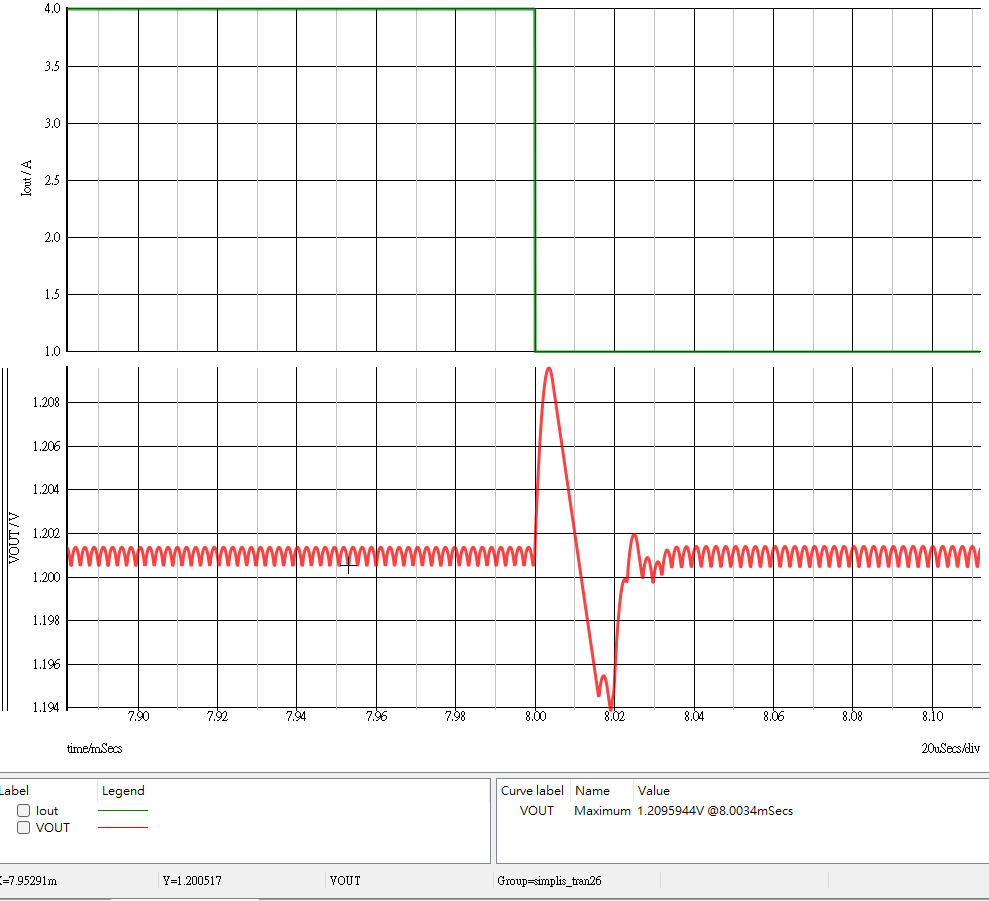 4.0
3.5
3.0
2.5
2.0
1.5
1.0
Iout / A
1.208
1.206
1.204
1.202
1.200
1.198
1.196
1.194
VOUT / V
7.90 7.92 7.94 7.96 7.98 8.00 8.02 8.04 8.06 8.08 8.10
time/mSecs 20uSecs/div
Label Legend
Iout
VOUT
Curve label Name Value
VOUT Maximum 1.2095944V @8.0034mSecs
X=7.95291m Y=1.200517 VOUT Group=simplis_tran26